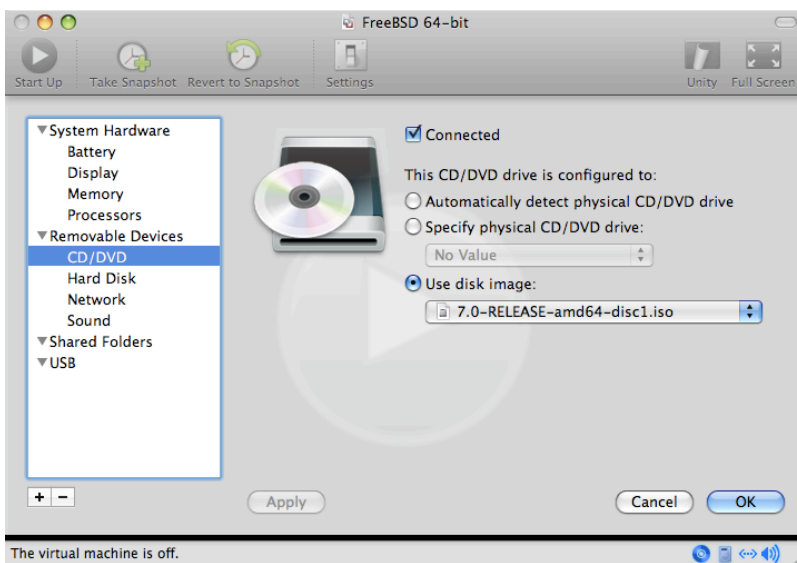 FreeBSD 64-bit
Start Up Take Snapshot Revert to Snapshot Settings Unity Full Screen
System Hardware
Battery
Display
Memory
Processors
Removable Devices
CD/DVD
Hard Disk
Network
Sound
Shared Folders
USB
Connected
This CD/DVD drive is configured to:
Automatically detect physical CD/DVD drive
Specify physical CD/DVD drive:
No Value
Use disk image:
7.0-RELEASE-amd64-disc1.iso
Apply Cancel OK
The virtual machine is off.